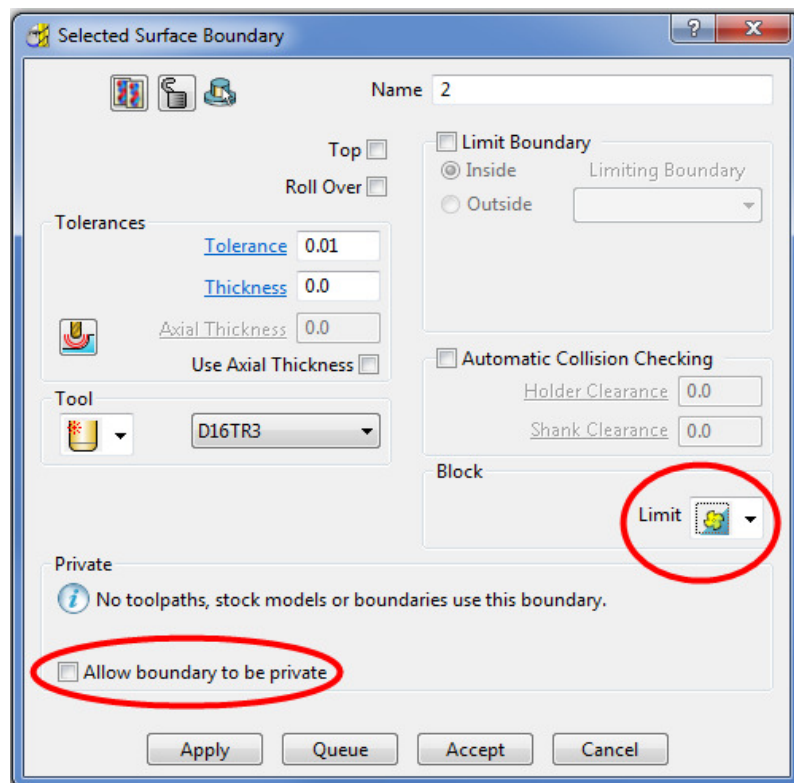 Selected Surface Boundary
Name 2
Top
Roll Over
Limit Boundary
Inside Limiting Boundary
Outside
Tolerances
Tolerance 0.01
Thickness 0.0
Axial Thickness 0.0
Use Axial Thickness
Automatic Collision Checking
Holder Clearance 0.0
Shank Clearance 0.0
Tool
D16TR3
Block
Limit
Private
No toolpaths, stock models or boundaries use this boundary.
Allow boundary to be private
Apply Queue Accept Cancel